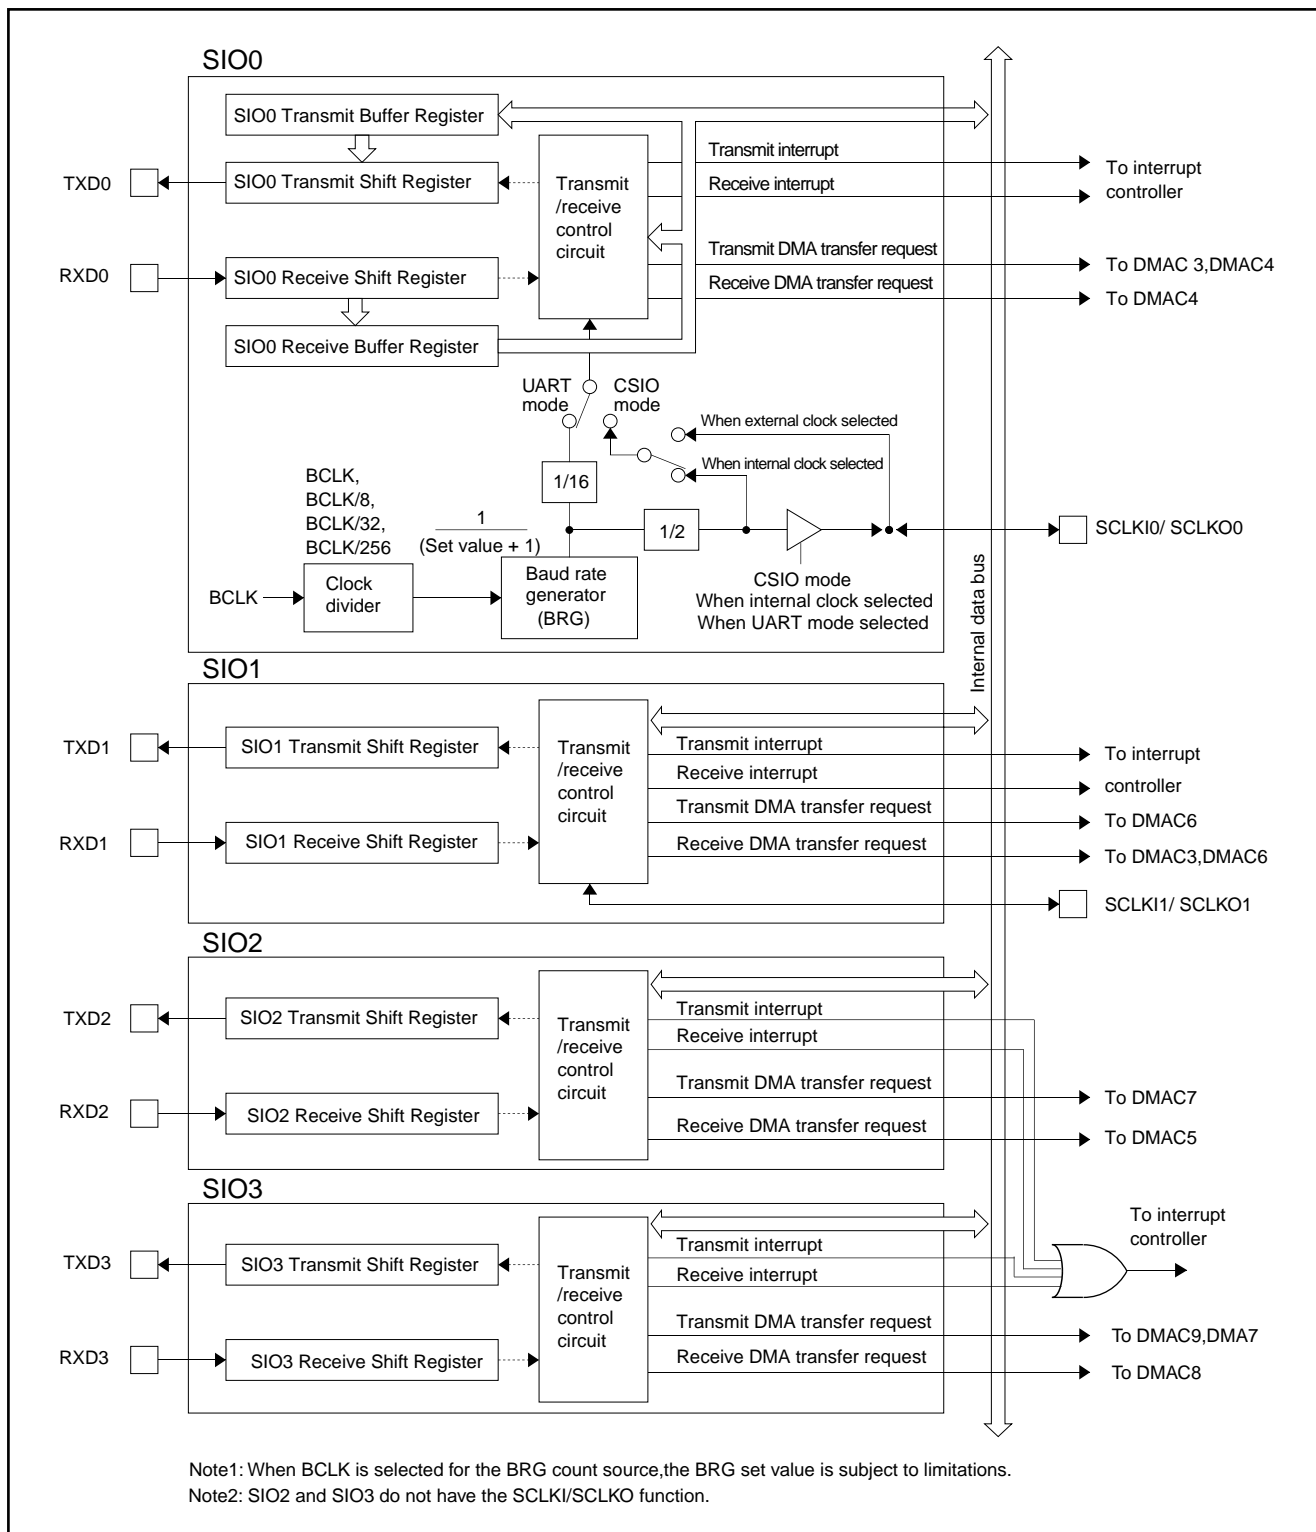 SIO0
SIO0 Transmit Buffer Register
TXD0
SIO0 Transmit Shift Register
Transmit
/receive
control
circuit
Transmit interrupt
Receive interrupt
To interrupt
controller
RXD0
SIO0 Receive Shift Register
Transmit DMA transfer request
Receive DMA transfer request
To DMAC 3,DMAC4
To DMAC4
SIO0 Receive Buffer Register
UART
mode
CSIO
mode
When external clock selected
When internal clock selected
1/16
BCLK,
BCLK/8,
BCLK/32,
BCLK/256
1
(Set value + 1)
1/2
SCLKI0/ SCLKO0
BCLK
Clock
divider
Baud rate
generator
(BRG)
CSIO mode
When internal clock selected
When UART mode selected
Internal data bus
SIO1
TXD1
SIO1 Transmit Shift Register
Transmit
/receive
control
circuit
Transmit interrupt
Receive interrupt
To interrupt
controller
RXD1
SIO1 Receive Shift Register
Transmit DMA transfer request
Receive DMA transfer request
To DMAC6
To DMAC3,DMAC6
SCLKI1/ SCLKO1
SIO2
TXD2
SIO2 Transmit Shift Register
Transmit
/receive
control
circuit
Transmit interrupt
Receive interrupt
RXD2
SIO2 Receive Shift Register
Transmit DMA transfer request
Receive DMA transfer request
To DMAC7
To DMAC5
SIO3
TXD3
SIO3 Transmit Shift Register
Transmit
/receive
control
circuit
Transmit interrupt
Receive interrupt
To interrupt
controller
RXD3
SIO3 Receive Shift Register
Transmit DMA transfer request
Receive DMA transfer request
To DMAC9,DMA7
To DMAC8
Note1: When BCLK is selected for the BRG count source,the BRG set value is subject to limitations.
Note2: SIO2 and SIO3 do not have the SCLKI/SCLKO function.